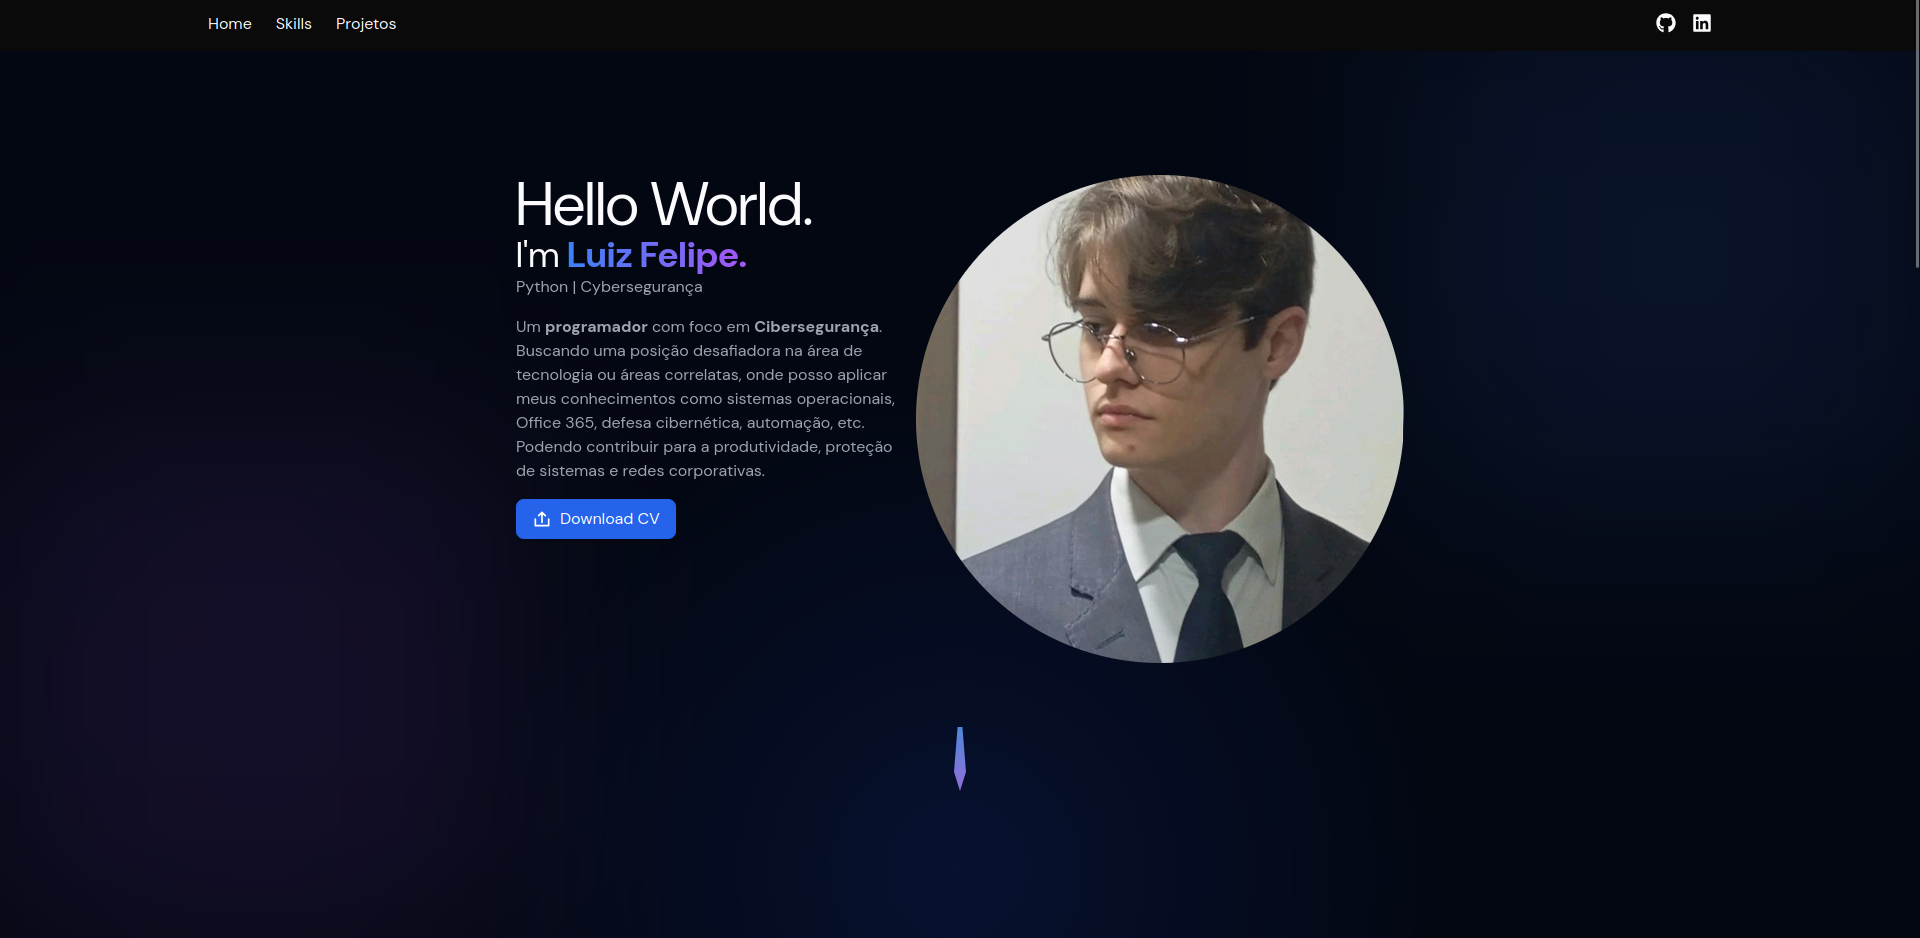 Home Skills Projetos
Hello World.
I'm Luiz Felipe.
Python | Cybersegurança
Um programador com foco em Cibersegurança.
Buscando uma posição desafiadora na área de
tecnologia ou áreas correlatas, onde posso aplicar
meus conhecimentos como sistemas operacionais,
Office 365, defesa cibernética, automação, etc.
Podendo contribuir para a produtividade, proteção
de sistemas e redes corporativas.
Download CV